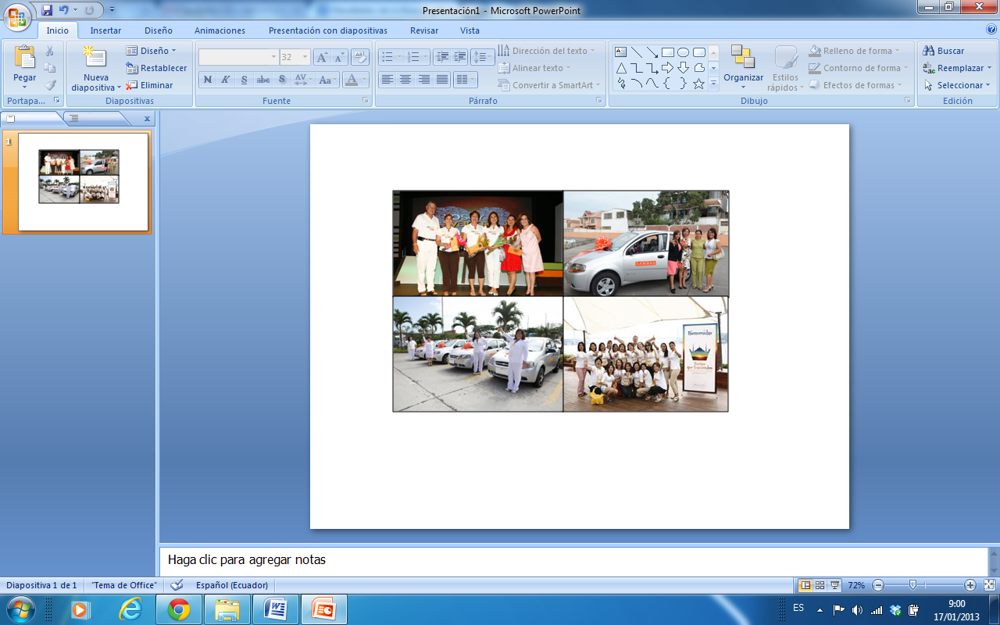 Presentación1 - Microsoft PowerPoint
Inicio Insertar Diseño Animaciones Presentación con diapositivas Revisar Vista
Pegar
Portapa...
Nueva diapositiva
Diseño
Restablecer
Eliminar
Diapositivas
32
N K S abc S AV Aa A
Fuente
Dirección del texto
Alinear texto
Convertir a SmartArt
Párrafo
Organizar
Estilos rápidos
Relleno de forma
Contorno de forma
Efectos de formas
Dibujo
Buscar
Reemplazar
Seleccionar
Edición
1
Bienvenidas
Haga clic para agregar notas
Diapositiva 1 de 1 "Tema de Office" Español (Ecuador) 72%
ES 9:00
17/01/2013